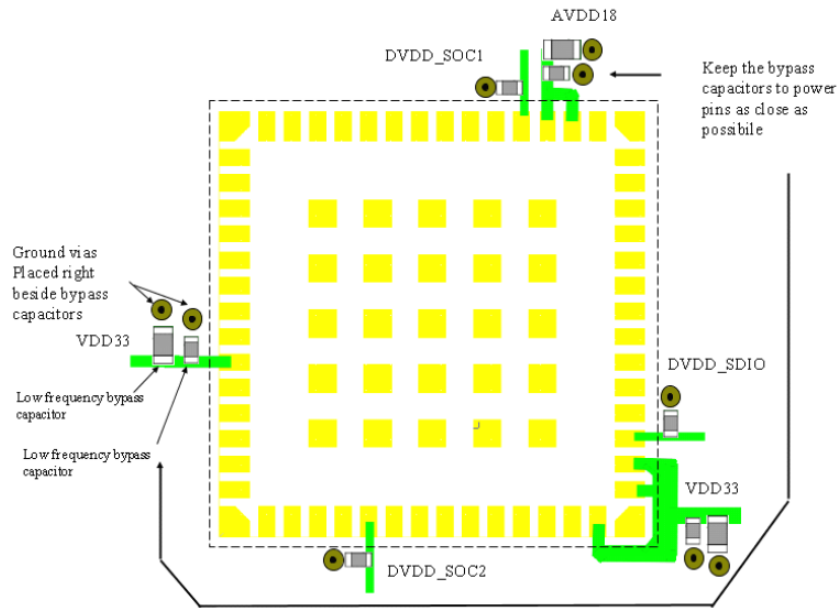 AVDD18
DVDD_SOC1
Keep the bypass
capacitors to power
pins as close as
possibile
Ground vias
Placed right
beside bypass
capacitors
VDD33
DVDD_SDIO
Low frequency bypass
capacitor
Low frequency bypass
capacitor
VDD33
DVDD_SOC2